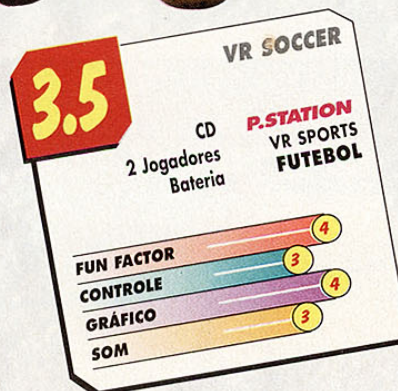 VR SOCCER
3.5
CD
2 Jogadores
Bateria
P.STATION
VR SPORTS
FUTEBOL
FUN FACTOR 4
CONTROLE 3
GRÁFICO 4
SOM 3